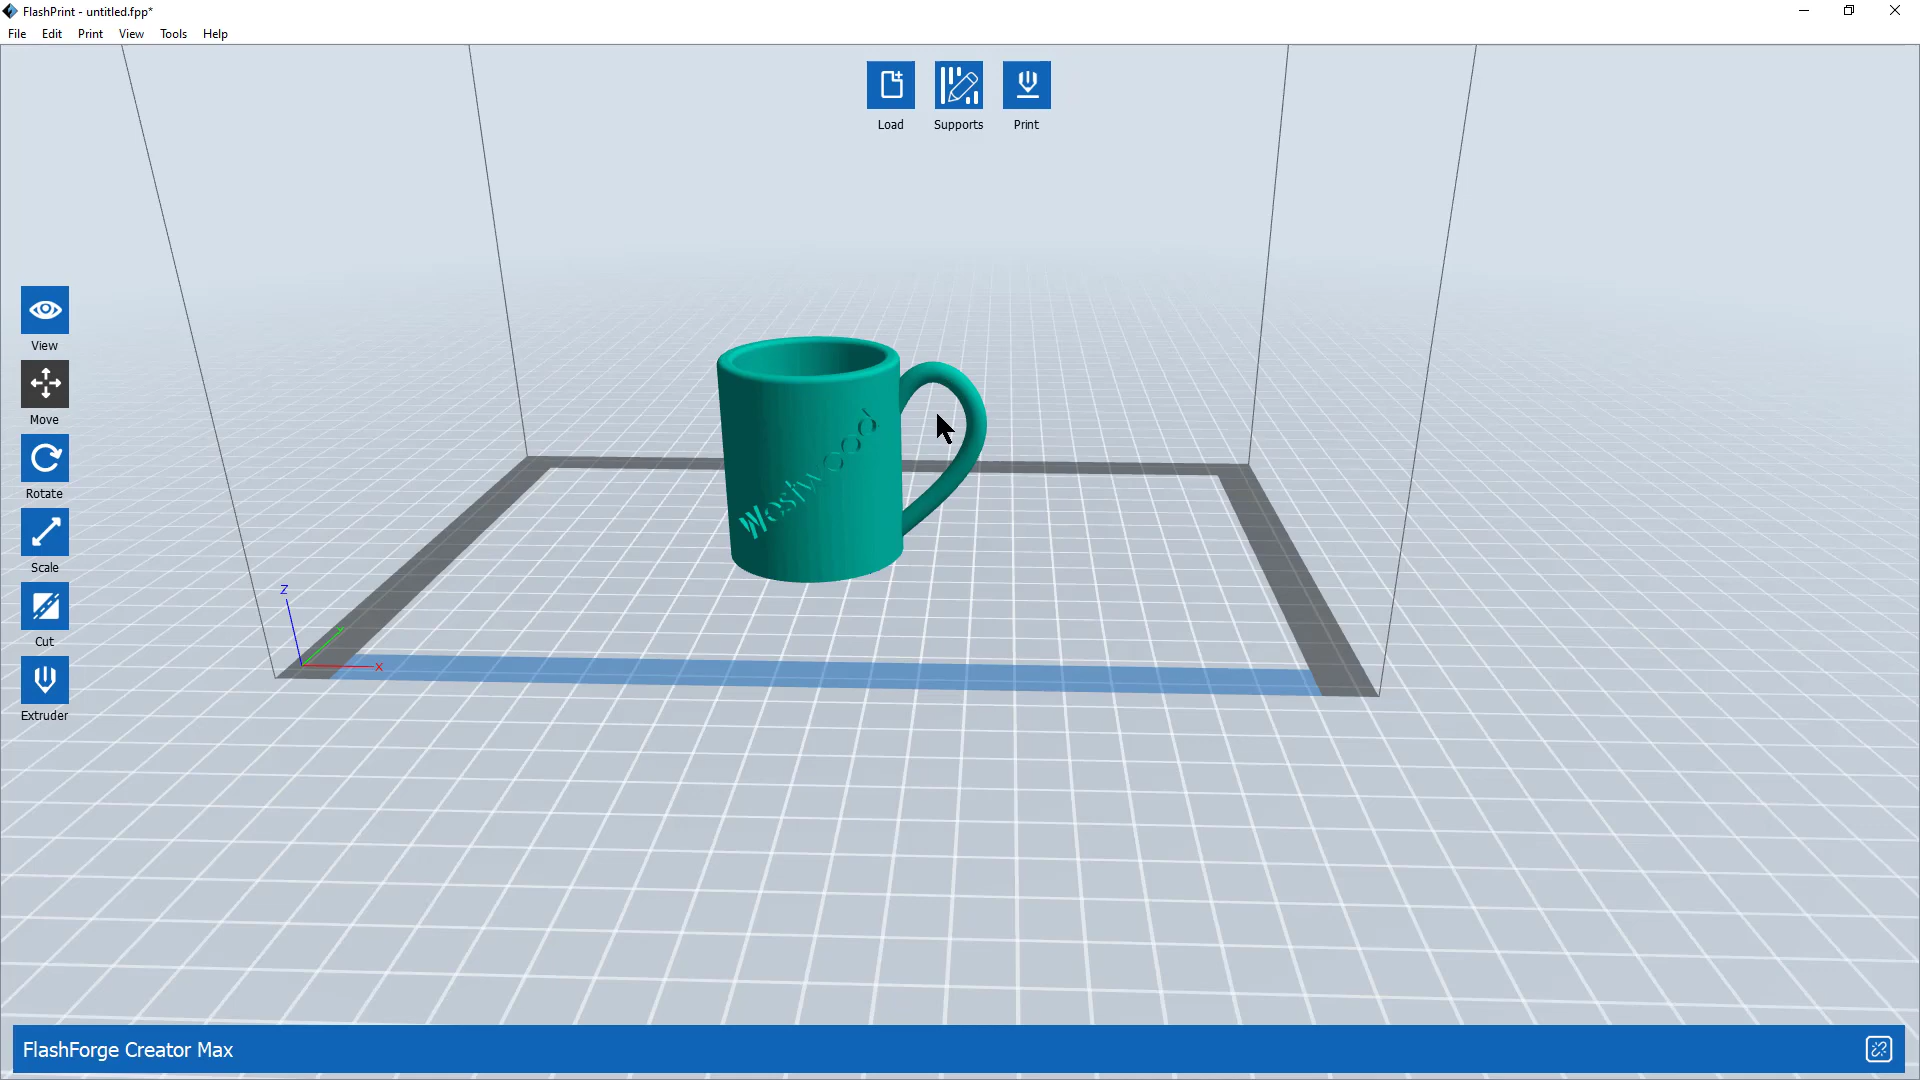 FlashPrint - untitled.fpp*
File Edit Print View Tools Help
Load Supports Print
View
Move
Rotate
Scale
Cut
Extruder
Westwood
Z
Y
X
FlashForge Creator Max